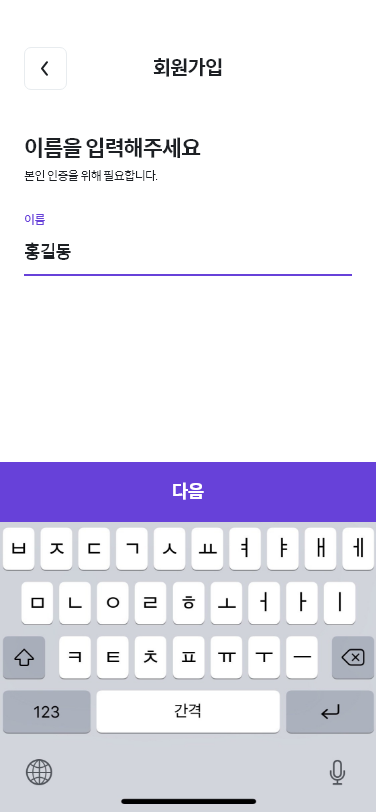 회원가입
이름을 입력해주세요
본인 인증을 위해 필요합니다.
이름
홍길동
다음
ㅂ ㅈ ㄷ ㄱ ㅅ ㅛ ㅕ ㅑ ㅐ ㅔ
ㅁ ㄴ ㅇ ㄹ ㅎ ㅗ ㅓ ㅏ ㅣ
ㅋ ㅌ ㅊ ㅍ ㅠ ㅜ ㅡ
123 간격